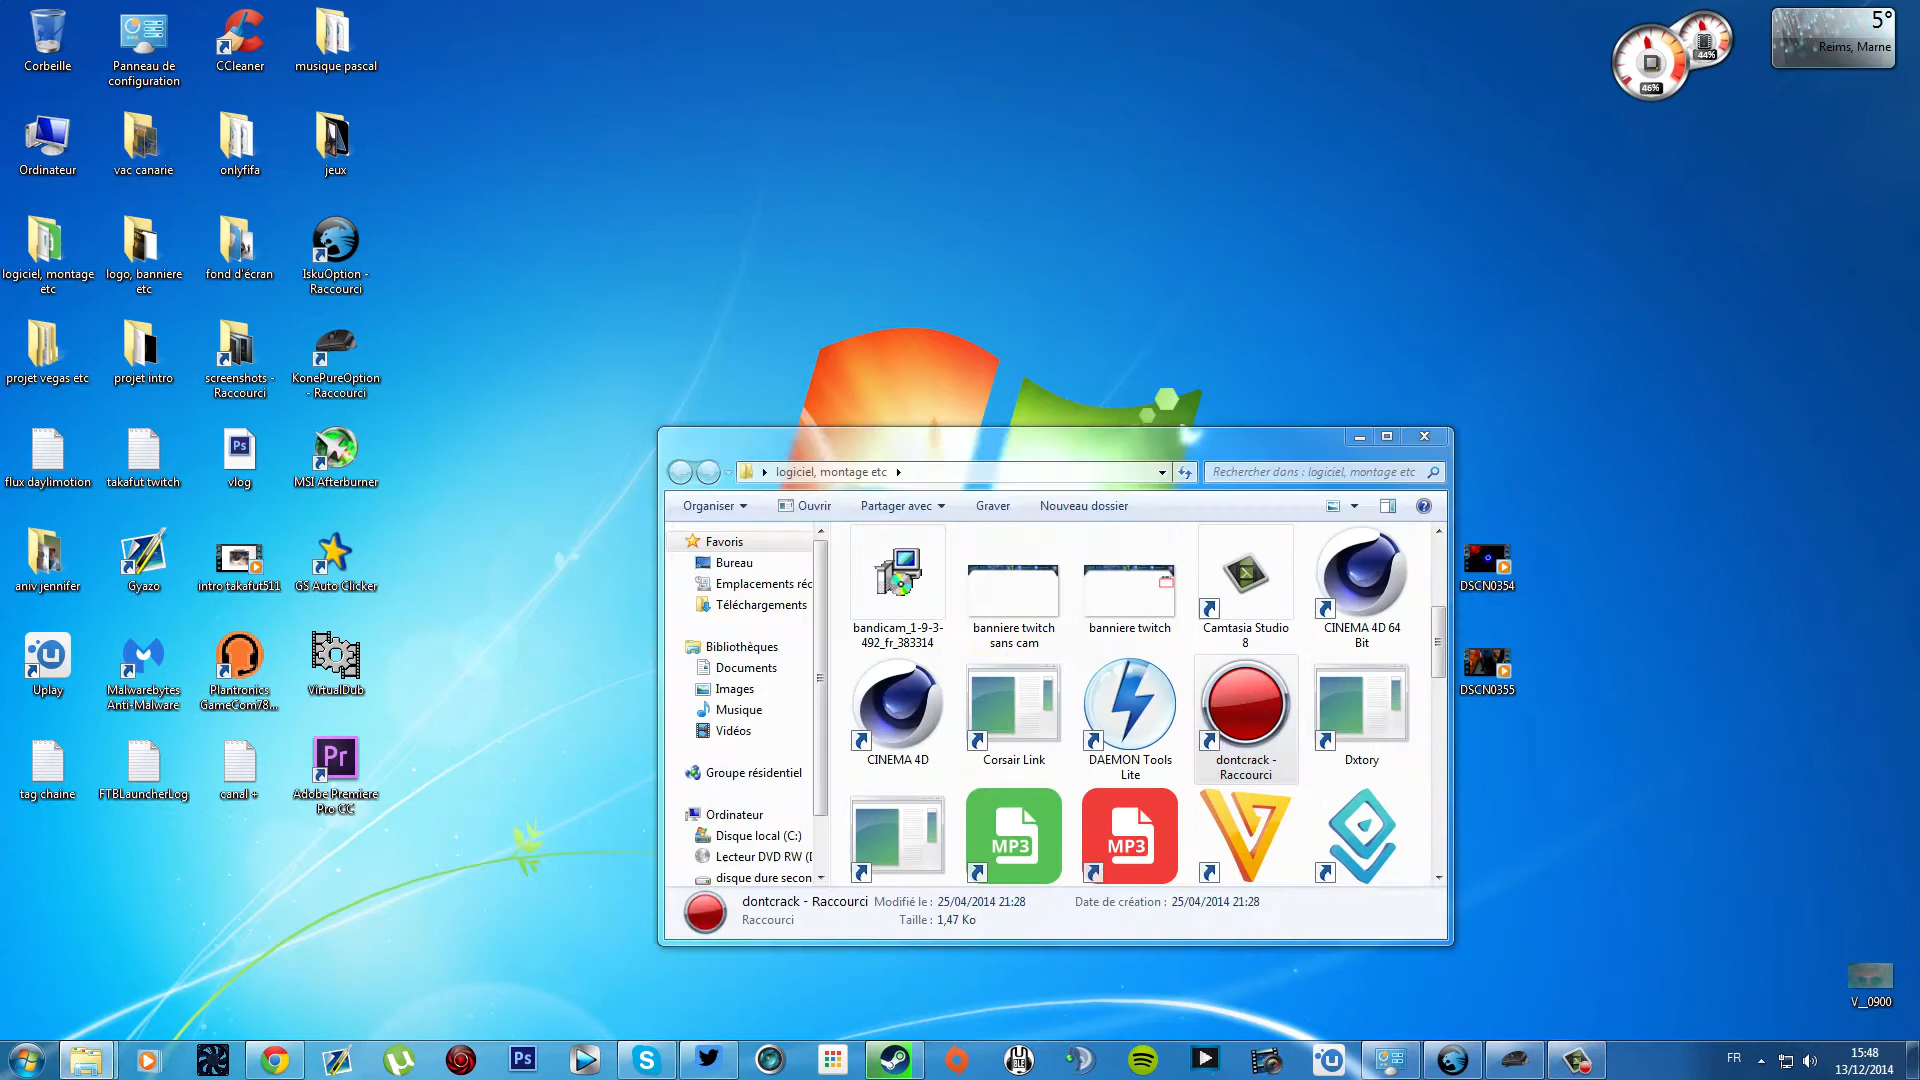 Corbeille
Panneau de configuration
CCleaner
musique pascal
Ordinateur
vac canarie
onlyfifa
jeux
logiciel, montage etc
logo, banniere etc
fond d'écran
IskuOption - Raccourci
projet vegas etc
projet intro
screenshots - Raccourci
KonePureOption - Raccourci
flux daylimotion
takafut twitch
Ps
vlog
MSI Afterburner
aniv jennifer
Gyazo
intro takafut511
GS Auto Clicker
Uplay
Malwarebytes Anti-Malware
Plantronics GameCom78...
VirtualDub
tag chaine
FTBLauncherLog
canal +
Pr
Adobe Premiere Pro CC
46%
44%
5°
Reims, Marne
logiciel, montage etc
Rechercher dans : logiciel, montage etc
Organiser
Ouvrir
Partager avec
Graver
Nouveau dossier
Favoris
Bureau
Emplacements réc
Téléchargements
Bibliothèques
Documents
Images
Musique
Vidéos
Groupe résidentiel
Ordinateur
Disque local (C:)
Lecteur DVD RW (D
disque dure secon
bandicam_1-9-3-
492_fr_383314
banniere twitch
sans cam
banniere twitch
Camtasia Studio
8
CINEMA 4D 64
Bit
CINEMA 4D
Corsair Link
DAEMON Tools
Lite
dontcrack -
Raccourci
Dxtory
MP3
MP3
dontcrack - Raccourci Modifié le : 25/04/2014 21:28 Date de création : 25/04/2014 21:28
Raccourci Taille : 1,47 Ko
DSCN0354
DSCN0355
V__0900
Ps
FR
15:48
13/12/2014